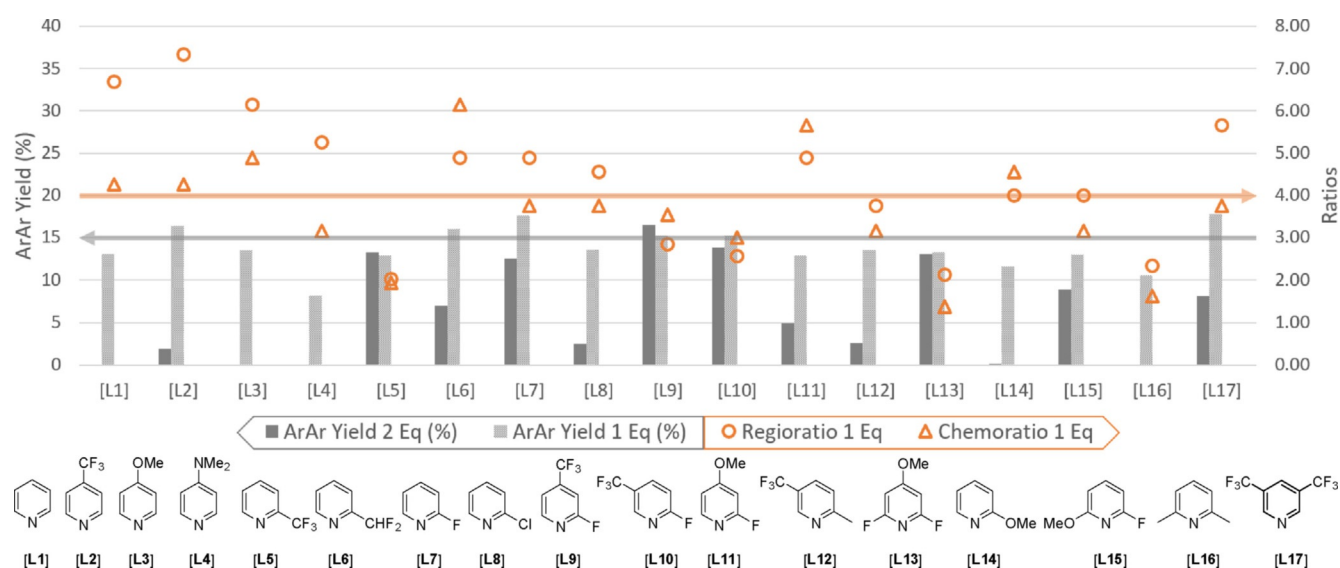 40
35
30
25
20
15
10
5
0
ArAr Yield (%)
8.00
7.00
6.00
5.00
4.00
3.00
2.00
1.00
0.00
Ratios
[L1] [L2] [L3] [L4] [L5] [L6] [L7] [L8] [L9] [L10] [L11] [L12] [L13] [L14] [L15] [L16] [L17]
ArAr Yield 2 Eq (%) ArAr Yield 1 Eq (%) Regioratio 1 Eq Chemoratio 1 Eq
N
[L1]
CF₃
N
[L2]
OMe
N
[L3]
NMe₂
N
[L4]
N CF₃
[L5]
N CHF₂
[L6]
N F
[L7]
N Cl
[L8]
CF₃
N F
[L9]
F₃C
N F
[L10]
OMe
N F
[L11]
F₃C
N
[L12]
OMe
F N F
[L13]
N OMe
[L14]
MeO N F
[L15]
N
[L16]
F₃C CF₃
N
[L17]